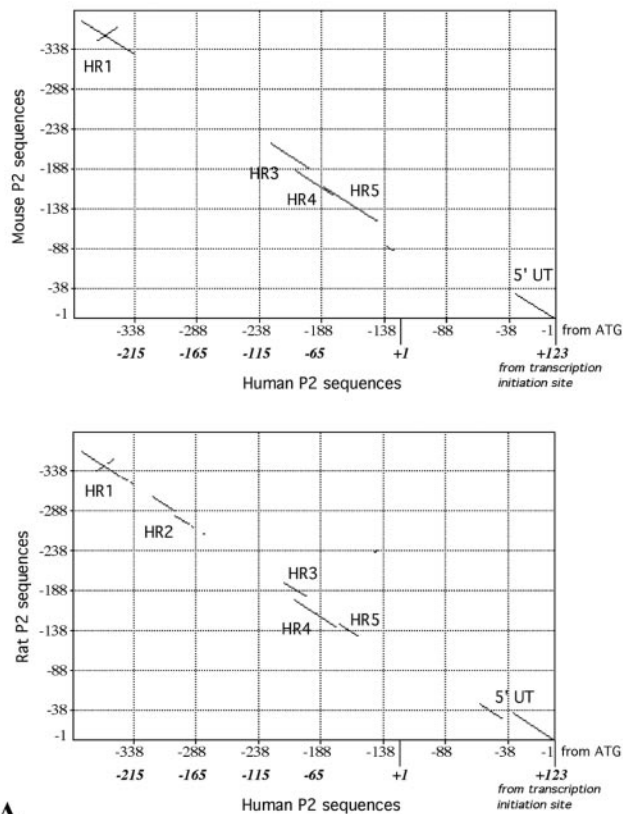 -338
HR1
-288
-238
-188
HR3
HR5
HR4
-138
-88
5' UT
-38
-1
Mouse P2 sequences
-338 -288 -238 -188 -138 -88 -38 -1 from ATG
-215 -165 -115 -65 +1 +123
from transcription
initiation site
Human P2 sequences
-338
HR1
-288
HR2
-238
HR3
-188
HR4
HR5
-138
-88
5' UT
-38
-1
Rat P2 sequences
-338 -288 -238 -188 -138 -88 -38 -1 from ATG
-215 -165 -115 -65 +1 +123
from transcription
initiation site
Human P2 sequences